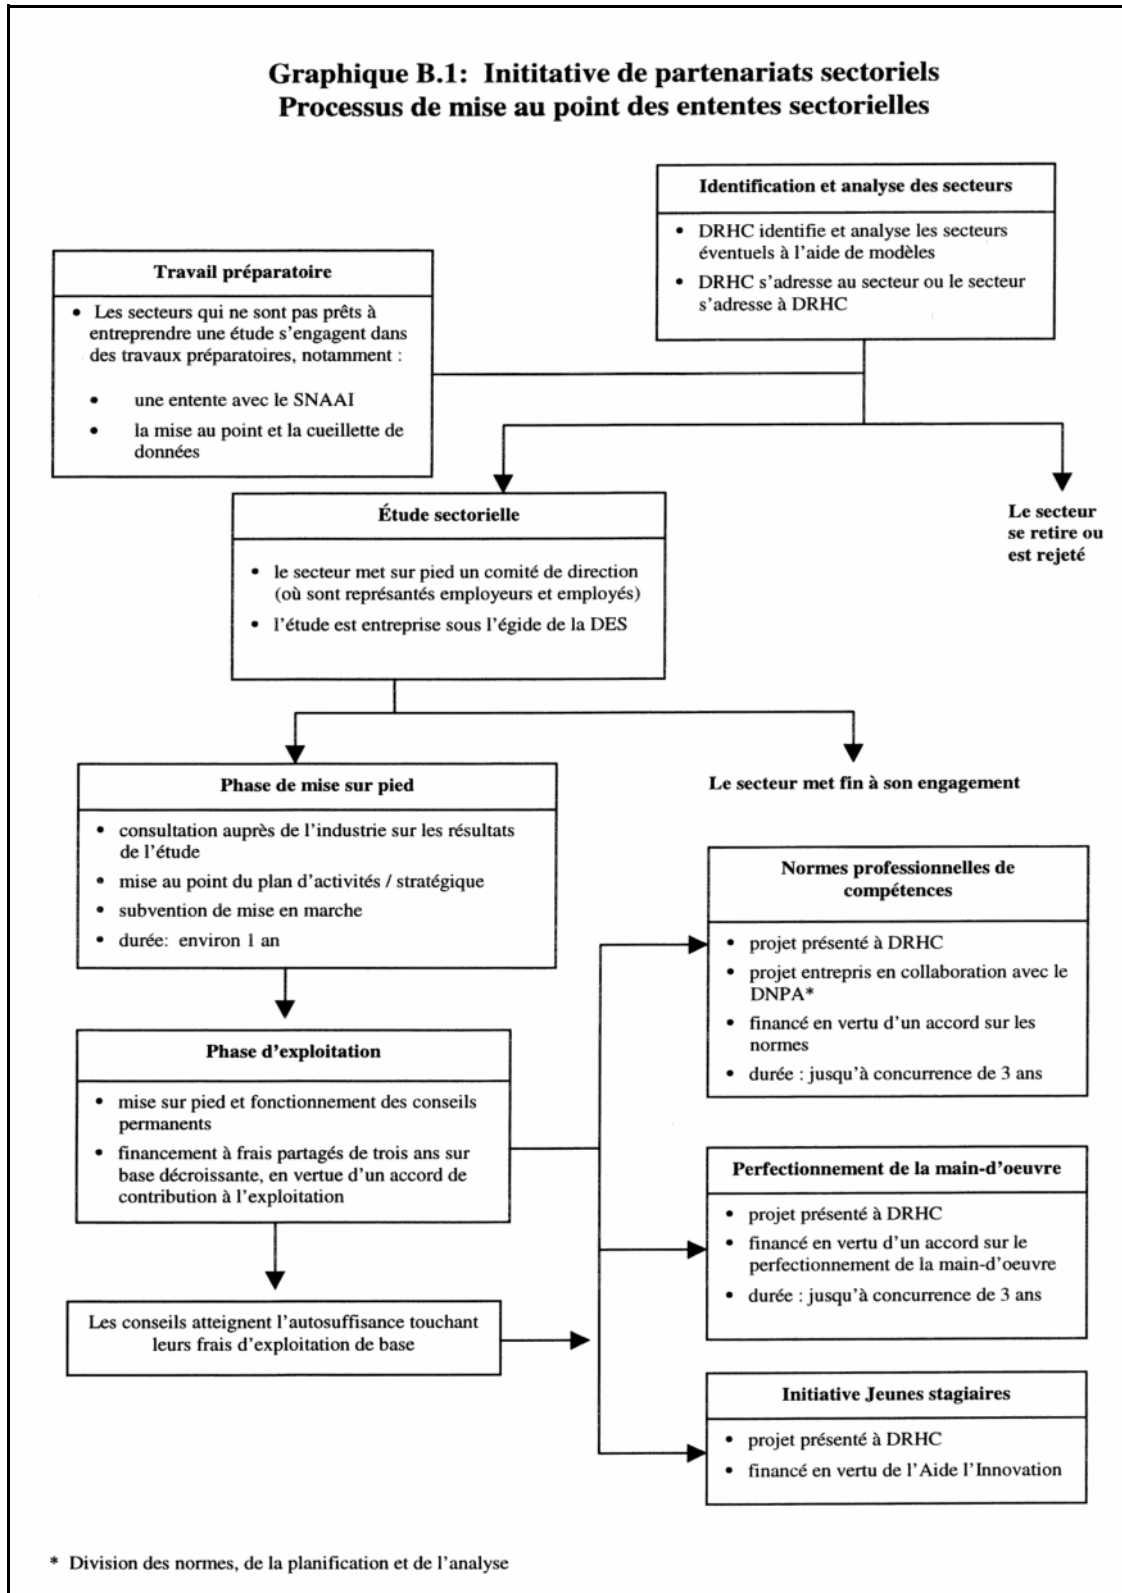 Graphique B.1: Inititative de partenariats sectoriels
Processus de mise au point des ententes sectorielles
Identification et analyse des secteurs
• DRHC identifie et analyse les secteurs
éventuels à l'aide de modèles
• DRHC s'adresse au secteur ou le secteur
s'adresse à DRHC
Travail préparatoire
• Les secteurs qui ne sont pas prêts à
entreprendre une étude s'engagent dans
des travaux préparatoires, notamment :
• une entente avec le SNAAI
• la mise au point et la cueillette de
données
Étude sectorielle
• le secteur met sur pied un comité de direction
(où sont représantés employeurs et employés)
• l'étude est entreprise sous l'égide de la DES
Le secteur
se retire ou
est rejeté
Phase de mise sur pied
• consultation auprès de l'industrie sur les résultats
de l'étude
• mise au point du plan d'activités / stratégique
• subvention de mise en marche
• durée: environ 1 an
Le secteur met fin à son engagement
Normes professionnelles de
compétences
• projet présenté à DRHC
• projet entrepris en collaboration avec le
DNPA*
• financé en vertu d'un accord sur les
normes
• durée : jusqu'à concurrence de 3 ans
Phase d'exploitation
• mise sur pied et fonctionnement des conseils
permanents
• financement à frais partagés de trois ans sur
base décroissante, en vertue d'un accord de
contribution à l'exploitation
Perfectionnement de la main-d'oeuvre
• projet présenté à DRHC
• financé en vertu d'un accord sur le
perfectionnement de la main-d'oeuvre
• durée : jusqu'à concurrence de 3 ans
Les conseils atteignent l'autosuffisance touchant
leurs frais d'exploitation de base
Initiative Jeunes stagiaires
• projet présenté à DRHC
• financé en vertu de l'Aide l'Innovation
* Division des normes, de la planification et de l'analyse